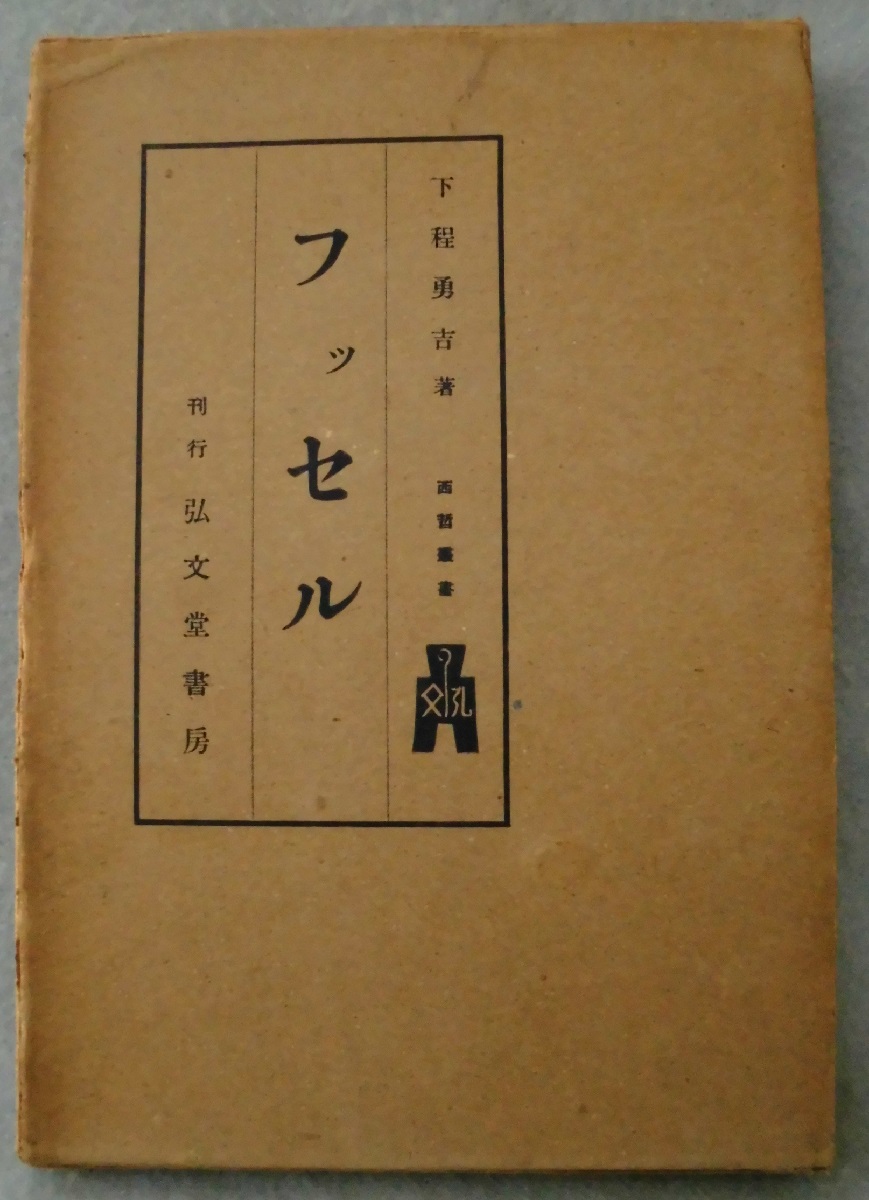 下程勇吉著
西哲叢書
フッセル
刊行 弘文堂書房